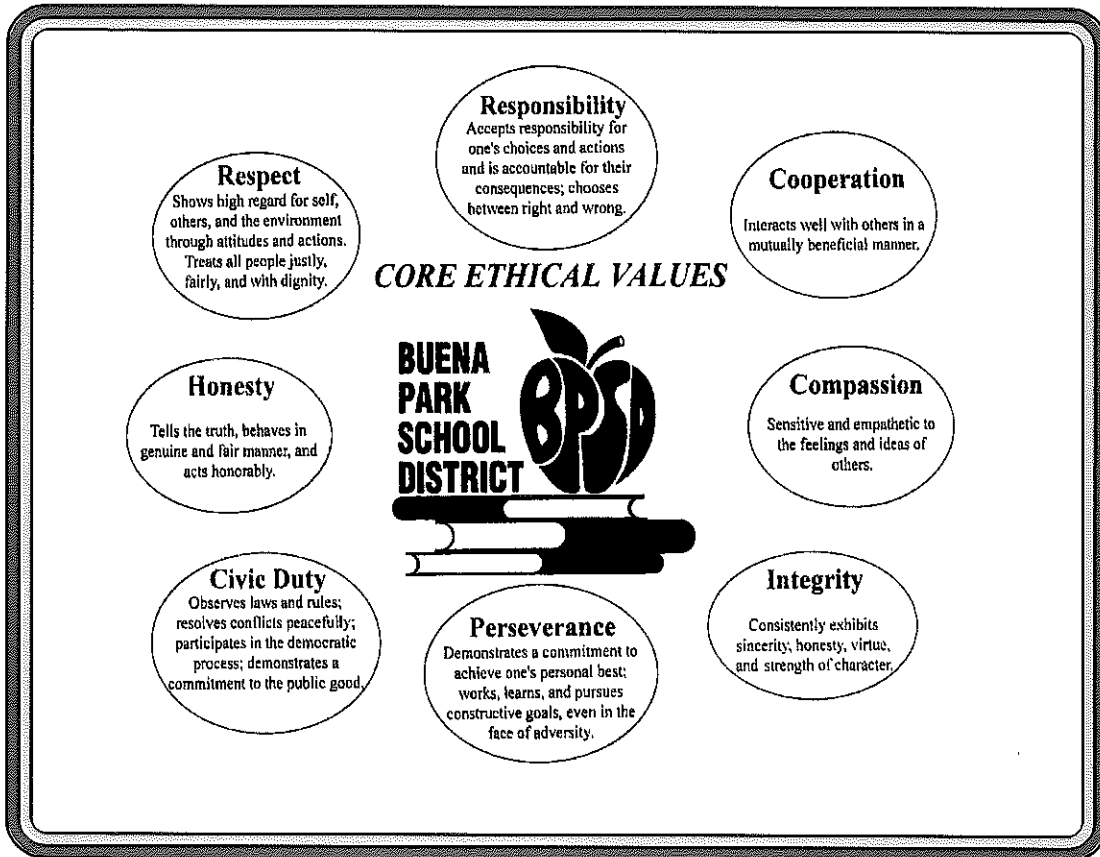 Responsibility
Accepts responsibility for
one's choices and actions
and is accountable for their
consequences; chooses
between right and wrong.
Respect
Shows high regard for self,
others, and the environment
through attitudes and actions.
Treats all people justly,
fairly, and with dignity.
Cooperation
Interacts well with others in a
mutually beneficial manner.
CORE ETHICAL VALUES
BUENA
PARK
SCHOOL
DISTRICT
BPSD
Honesty
Tells the truth, behaves in
genuine and fair manner, and
acts honorably.
Compassion
Sensitive and empathetic to
the feelings and ideas of
others.
Civic Duty
Observes laws and rules;
resolves conflicts peacefully;
participates in the democratic
process; demonstrates a
commitment to the public good.
Perseverance
Demonstrates a commitment to
achieve one's personal best;
works, learns, and pursues
constructive goals, even in the
face of adversity.
Integrity
Consistently exhibits
sincerity, honesty, virtue,
and strength of character.